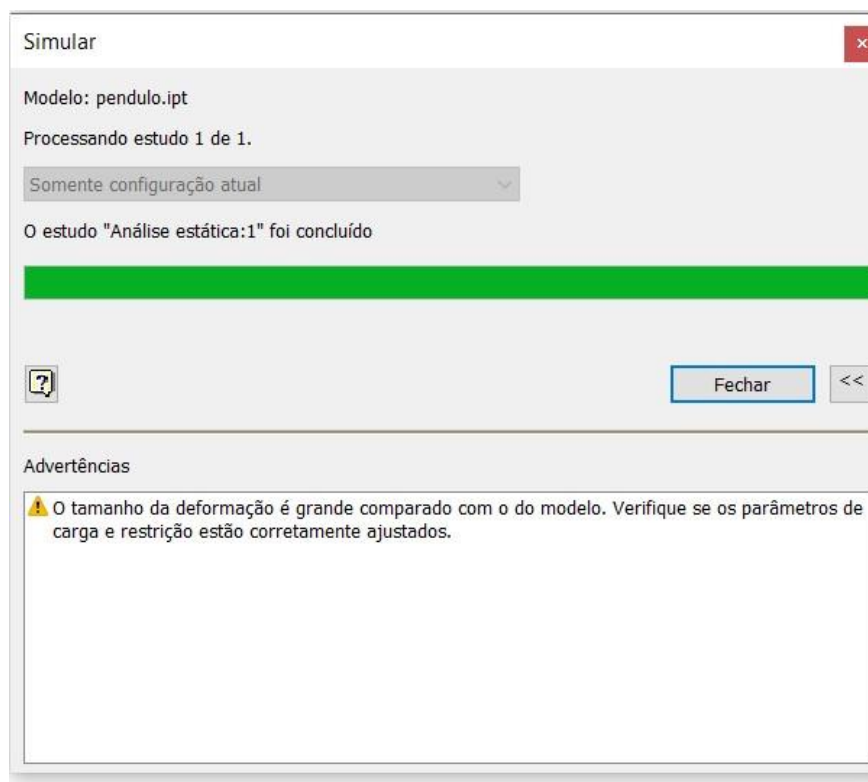 Simular
Modelo: pendulo.ipt
Processando estudo 1 de 1.
Somente configuração atual
O estudo "Análise estática:1" foi concluído
Fechar
<<
Advertências
O tamanho da deformação é grande comparado com o do modelo. Verifique se os parâmetros de
carga e restrição estão corretamente ajustados.